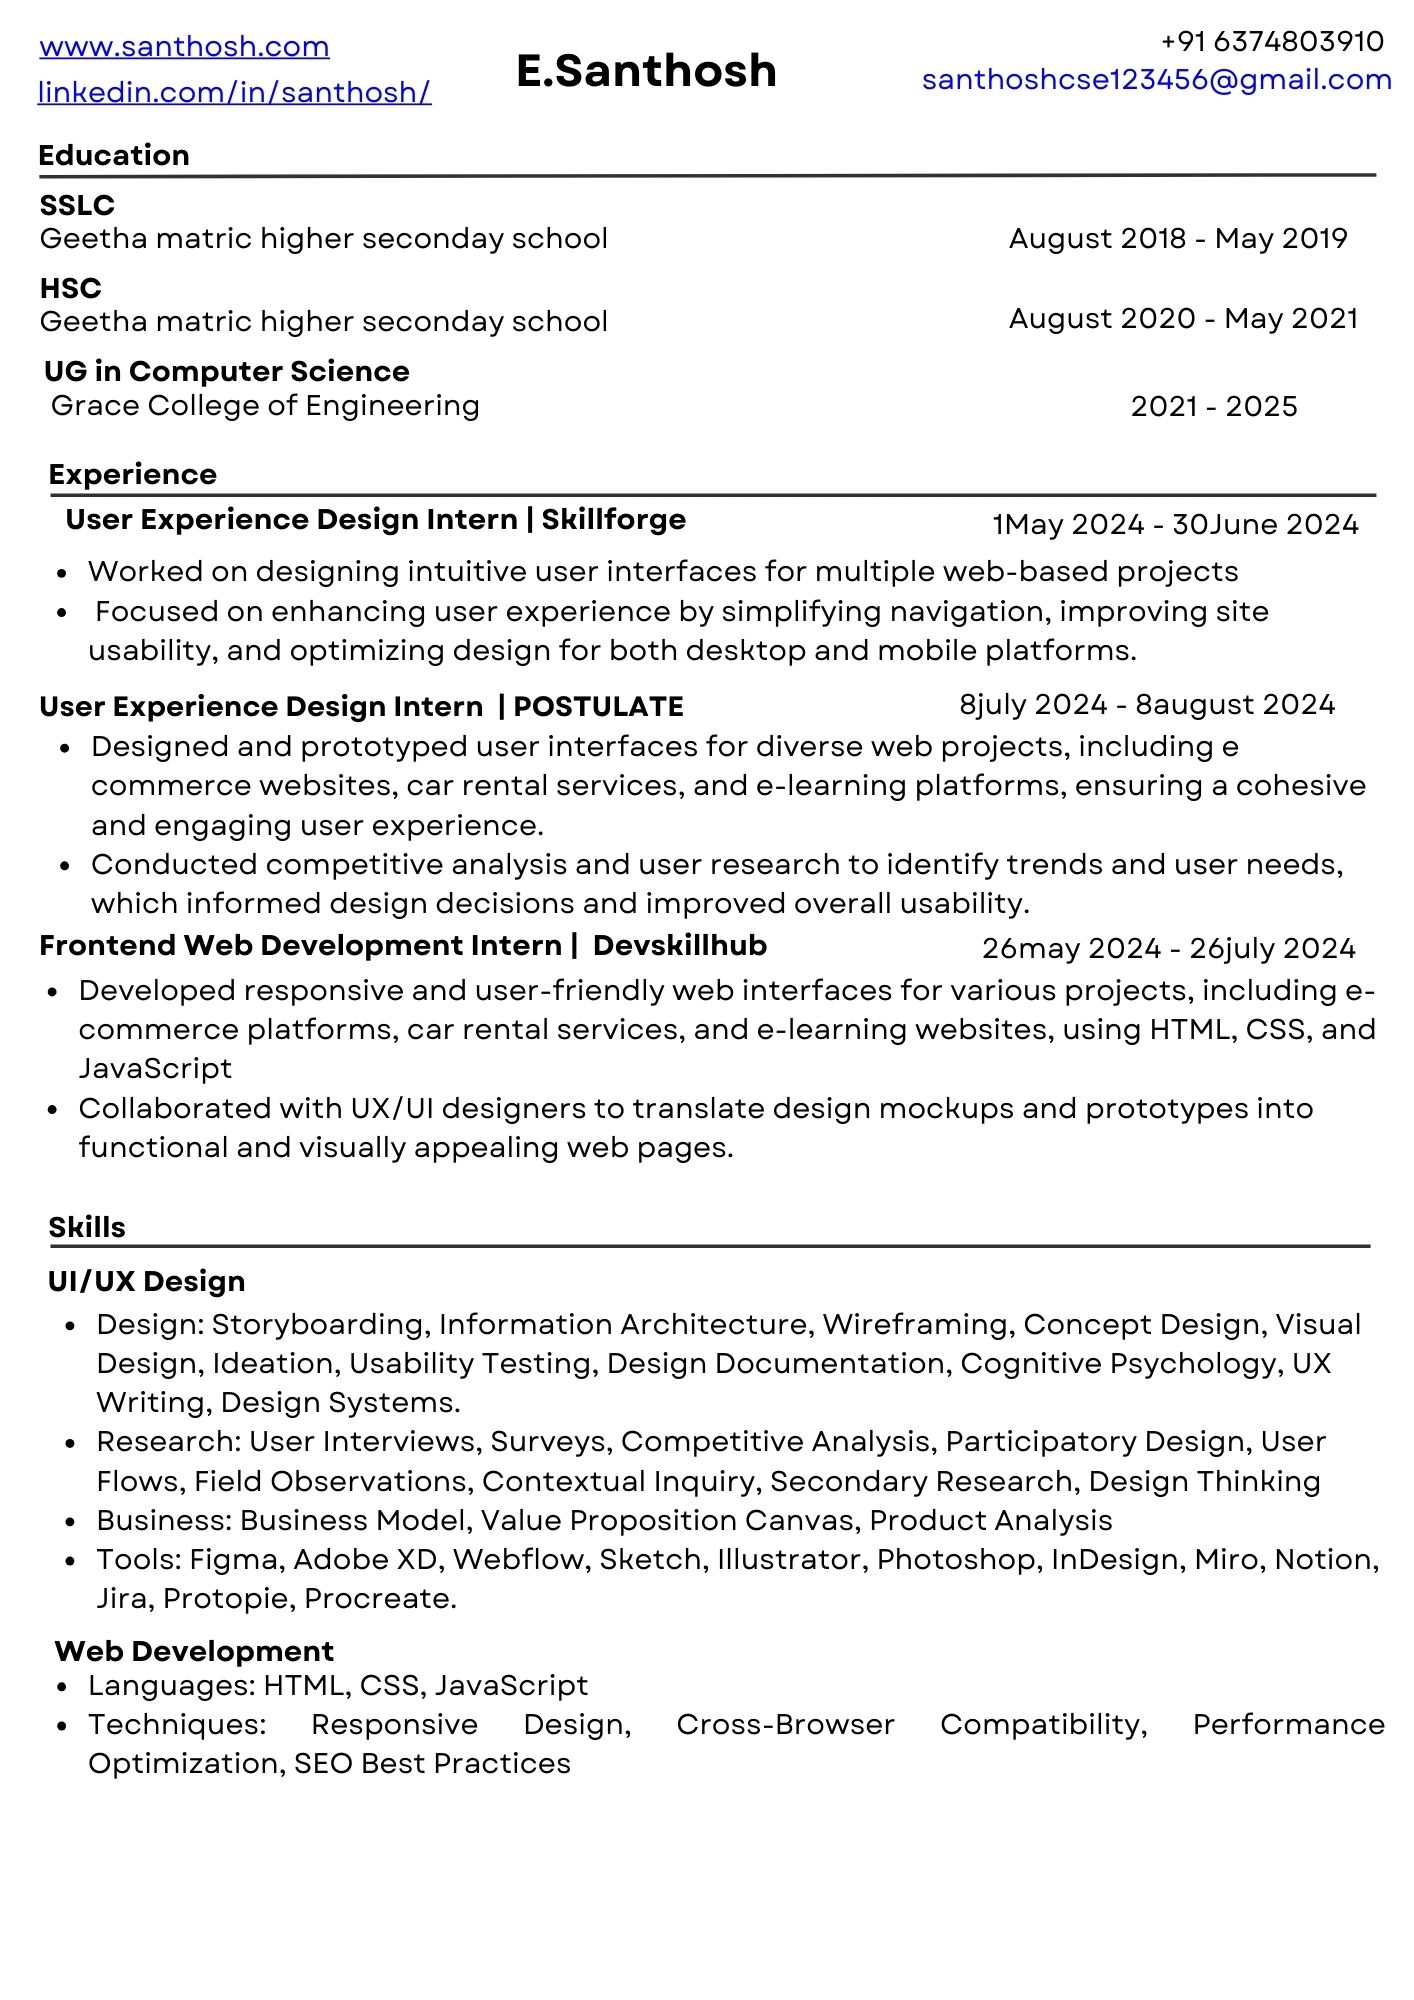 www.santhosh.com
linkedin.com/in/santhosh/
E.Santhosh
+91 6374803910
santhoshcse123456@gmail.com
Education
SSLC
Geetha matric higher seconday school
August 2018 - May 2019
HSC
Geetha matric higher seconday school
August 2020 - May 2021
UG in Computer Science
Grace College of Engineering
2021 - 2025
Experience
User Experience Design Intern | Skillforge
1May 2024 - 30June 2024
• Worked on designing intuitive user interfaces for multiple web-based projects
• Focused on enhancing user experience by simplifying navigation, improving site
usability, and optimizing design for both desktop and mobile platforms.
User Experience Design Intern | POSTULATE
8july 2024 - 8august 2024
• Designed and prototyped user interfaces for diverse web projects, including e
commerce websites, car rental services, and e-learning platforms, ensuring a cohesive
and engaging user experience.
• Conducted competitive analysis and user research to identify trends and user needs,
which informed design decisions and improved overall usability.
Frontend Web Development Intern | Devskillhub
26may 2024 - 26july 2024
• Developed responsive and user-friendly web interfaces for various projects, including e-
commerce platforms, car rental services, and e-learning websites, using HTML, CSS, and
JavaScript
• Collaborated with UX/UI designers to translate design mockups and prototypes into
functional and visually appealing web pages.
Skills
UI/UX Design
• Design: Storyboarding, Information Architecture, Wireframing, Concept Design, Visual
Design, Ideation, Usability Testing, Design Documentation, Cognitive Psychology, UX
Writing, Design Systems.
• Research: User Interviews, Surveys, Competitive Analysis, Participatory Design, User
Flows, Field Observations, Contextual Inquiry, Secondary Research, Design Thinking
• Business: Business Model, Value Proposition Canvas, Product Analysis
• Tools: Figma, Adobe XD, Webflow, Sketch, Illustrator, Photoshop, InDesign, Miro, Notion,
Jira, Protopie, Procreate.
Web Development
• Languages: HTML, CSS, JavaScript
• Techniques: Responsive Design, Cross-Browser Compatibility, Performance
Optimization, SEO Best Practices